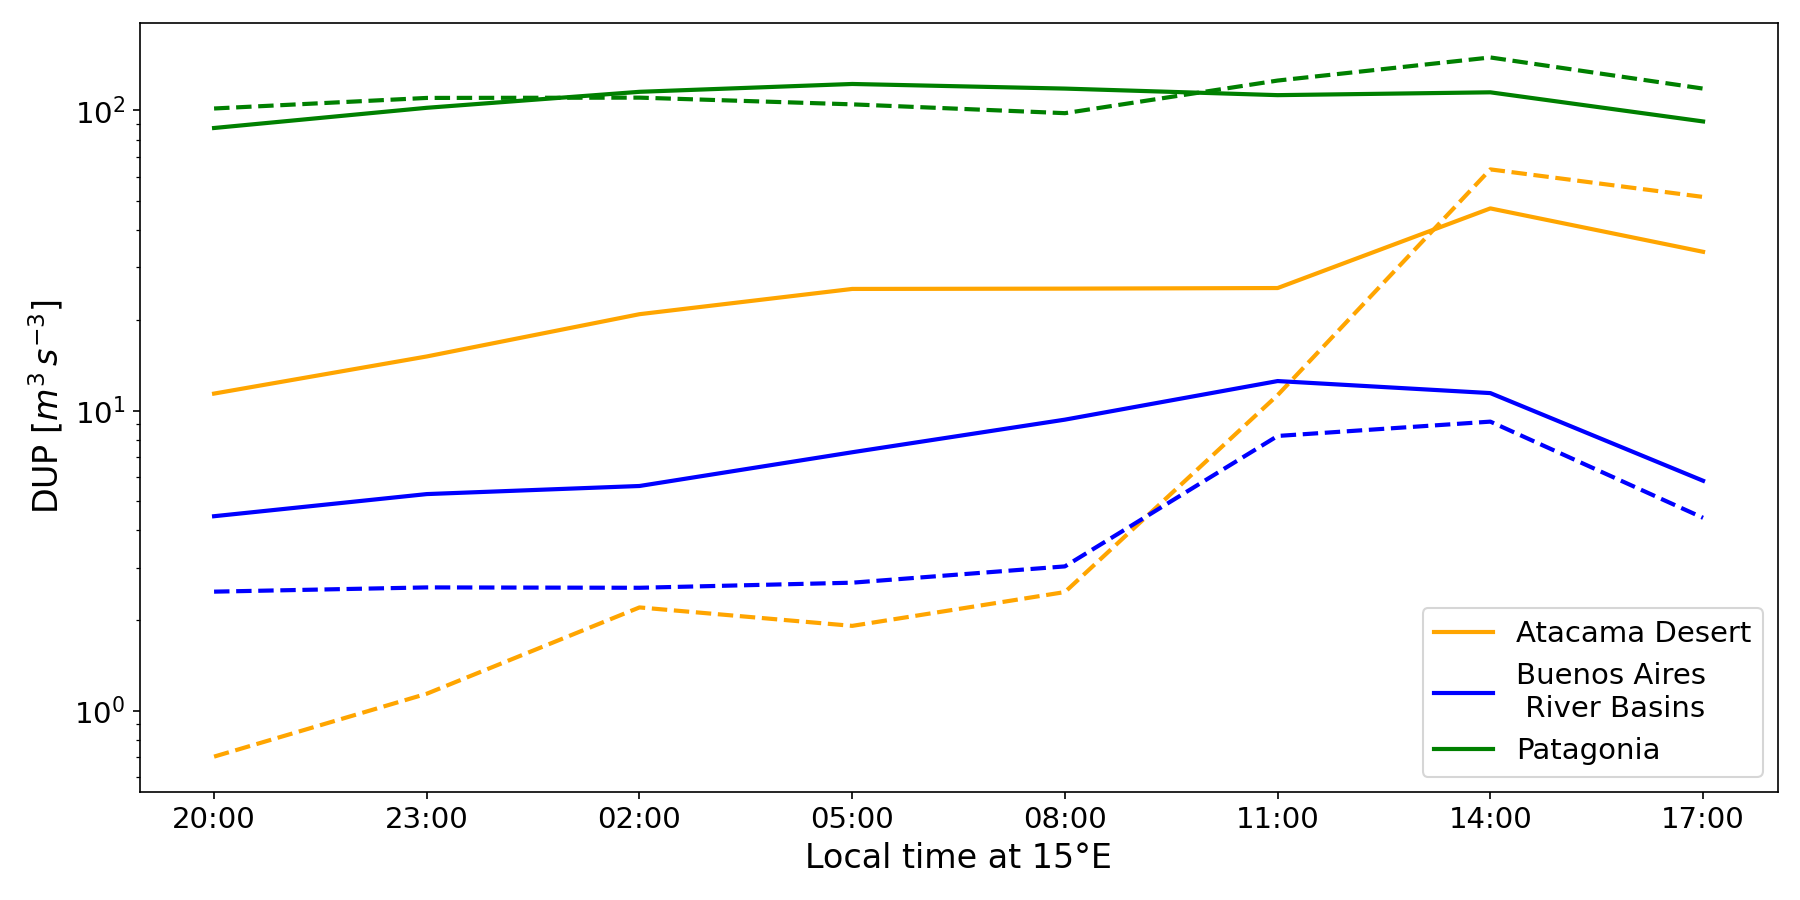 DUP [m³ s⁻³]
10²
10¹
10⁰
20:00 23:00 02:00 05:00 08:00 11:00 14:00 17:00
Local time at 15°E
Atacama Desert
Buenos Aires
River Basins
Patagonia